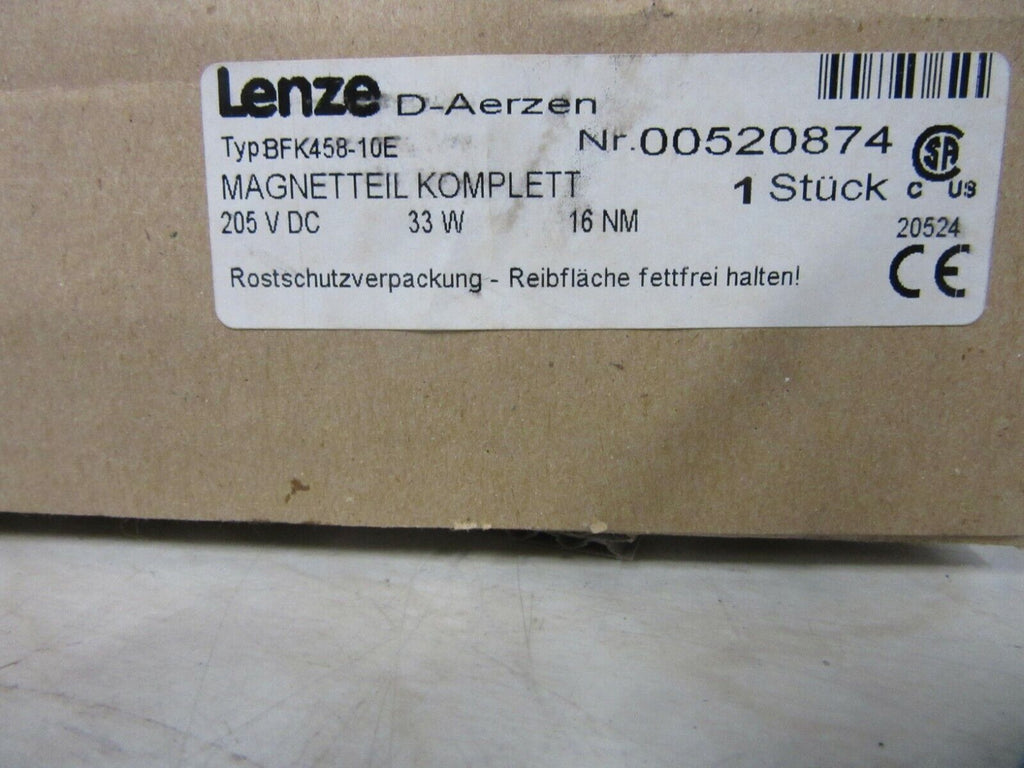 Lenze D-Aerzen
Typ BFK458-10E
Nr. 00520874
MAGNETTEIL KOMPLETT
1 Stück
SA
C US
205 V DC 33 W 16 NM
20524
CE
Rostschutzverpackung - Reibfläche fettfrei halten!